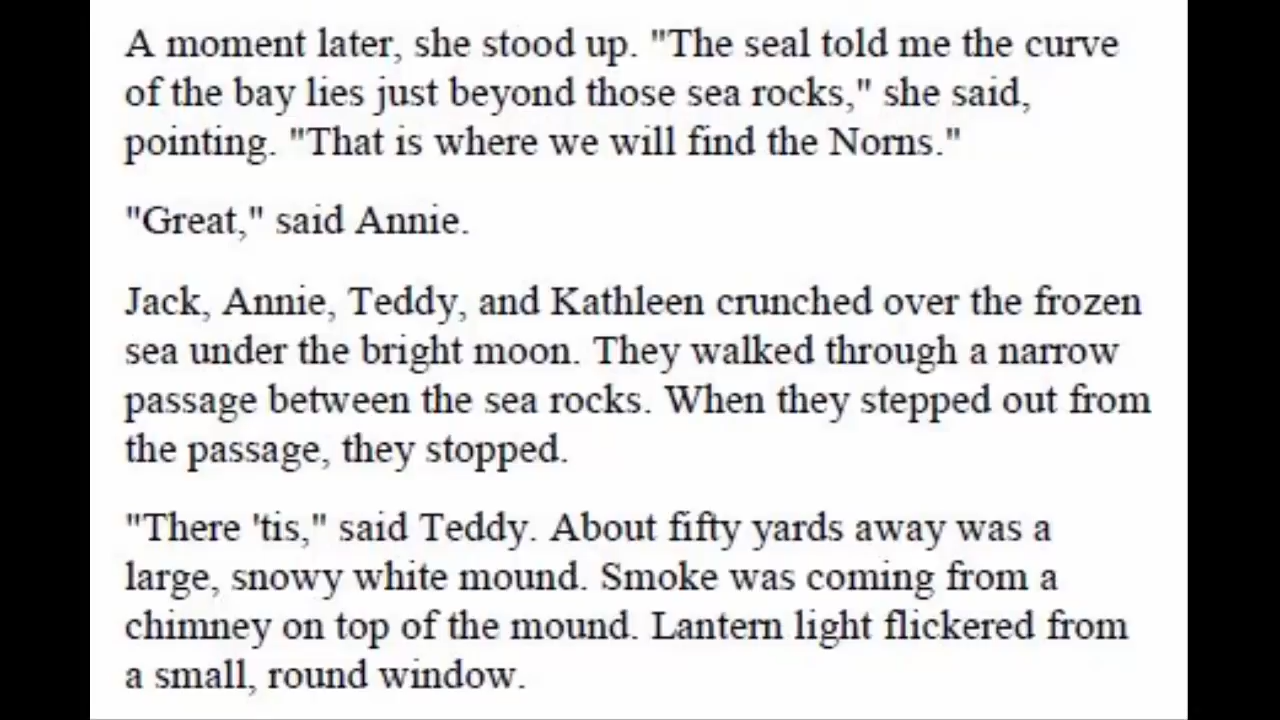 A moment later, she stood up. "The seal told me the curve
of the bay lies just beyond those sea rocks," she said,
pointing. "That is where we will find the Norns."
"Great," said Annie.
Jack, Annie, Teddy, and Kathleen crunched over the frozen
sea under the bright moon. They walked through a narrow
passage between the sea rocks. When they stepped out from
the passage, they stopped.
"There 'tis," said Teddy. About fifty yards away was a
large, snowy white mound. Smoke was coming from a
chimney on top of the mound. Lantern light flickered from
a small, round window.